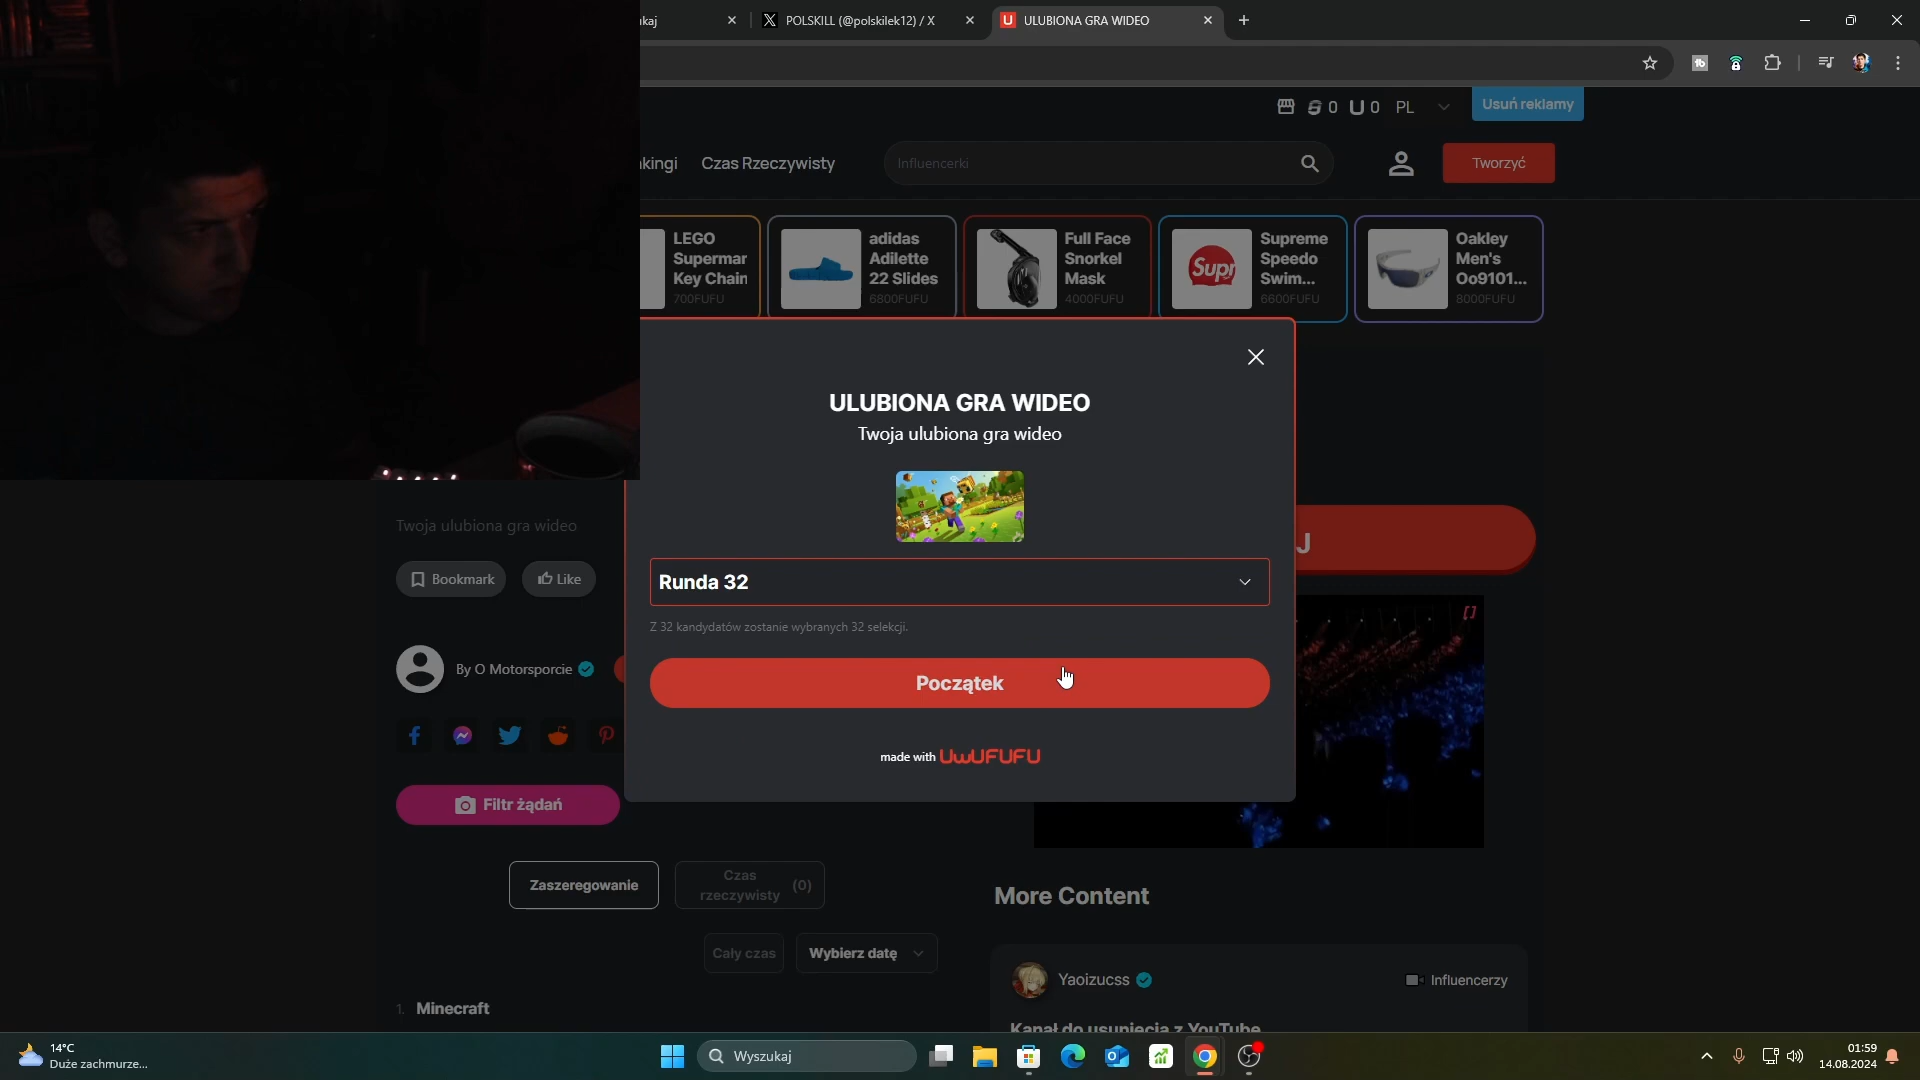 kaj
POLSKILL (@polskilek12) / X
ULUBIONA GRA WIDEO
0
0
PL
Usuń reklamy
kingi
Czas Rzeczywisty
Influencerki
Tworzyć
LEGO
Supermar
Key Chain
700FUFU
adidas
Adilette
22 Slides
6800FUFU
Full Face
Snorkel
Mask
4000FUFU
Supr
Supreme
Speedo
Swim...
6600FUFU
Oakley
Men's
Oo9101...
8000FUFU
ULUBIONA GRA WIDEO
Twoja ulubiona gra wideo
Twoja ulubiona gra wideo
J
Bookmark
Like
Runda 32
Z 32 kandydatów zostanie wybranych 32 selekcji.
By O Motorsporcie
Początek
made with UwUFUFU
Filtr żądań
Zaszeregowanie
Czas
rzeczywisty
(0)
More Content
Cały czas
Wybierz datę
Yaoizucss
Influencerzy
1. Minecraft
Kanał do usunięcia z YouTube
14°C
Duże zachmurze...
Wyszukaj
01:59
14.08.2024